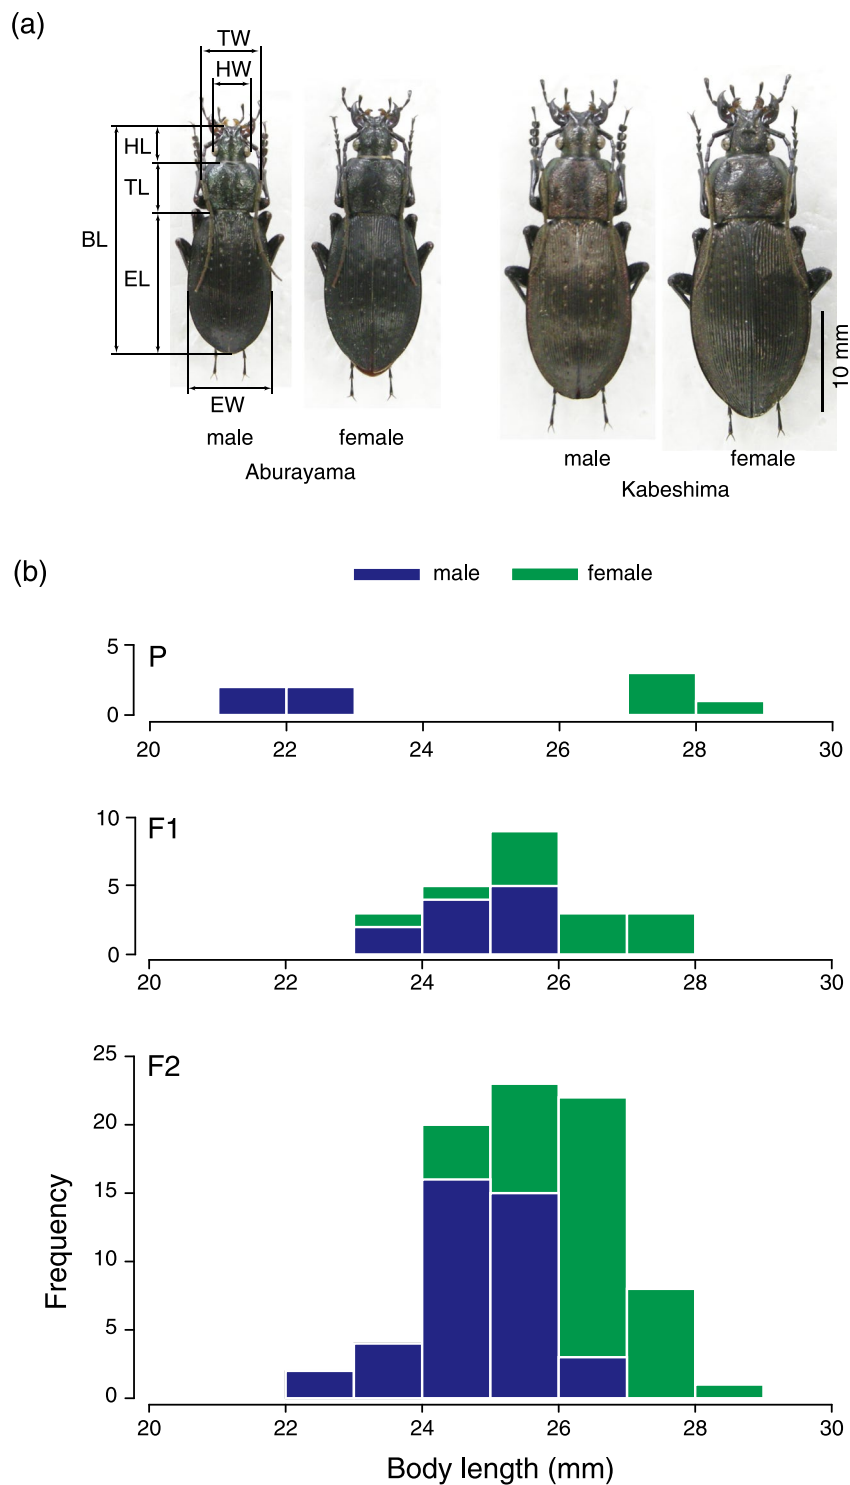 (a)
TW
HW
HL
TL
BL
EL
EW
10 mm
male
female
male
female
Aburayama
Kabeshima
(b)
male
female
P
5
0
20 22 24 26 28 30
F1
10
5
0
20 22 24 26 28 30
F2
25
20
15
10
5
0
Frequency
20 22 24 26 28 30
Body length (mm)